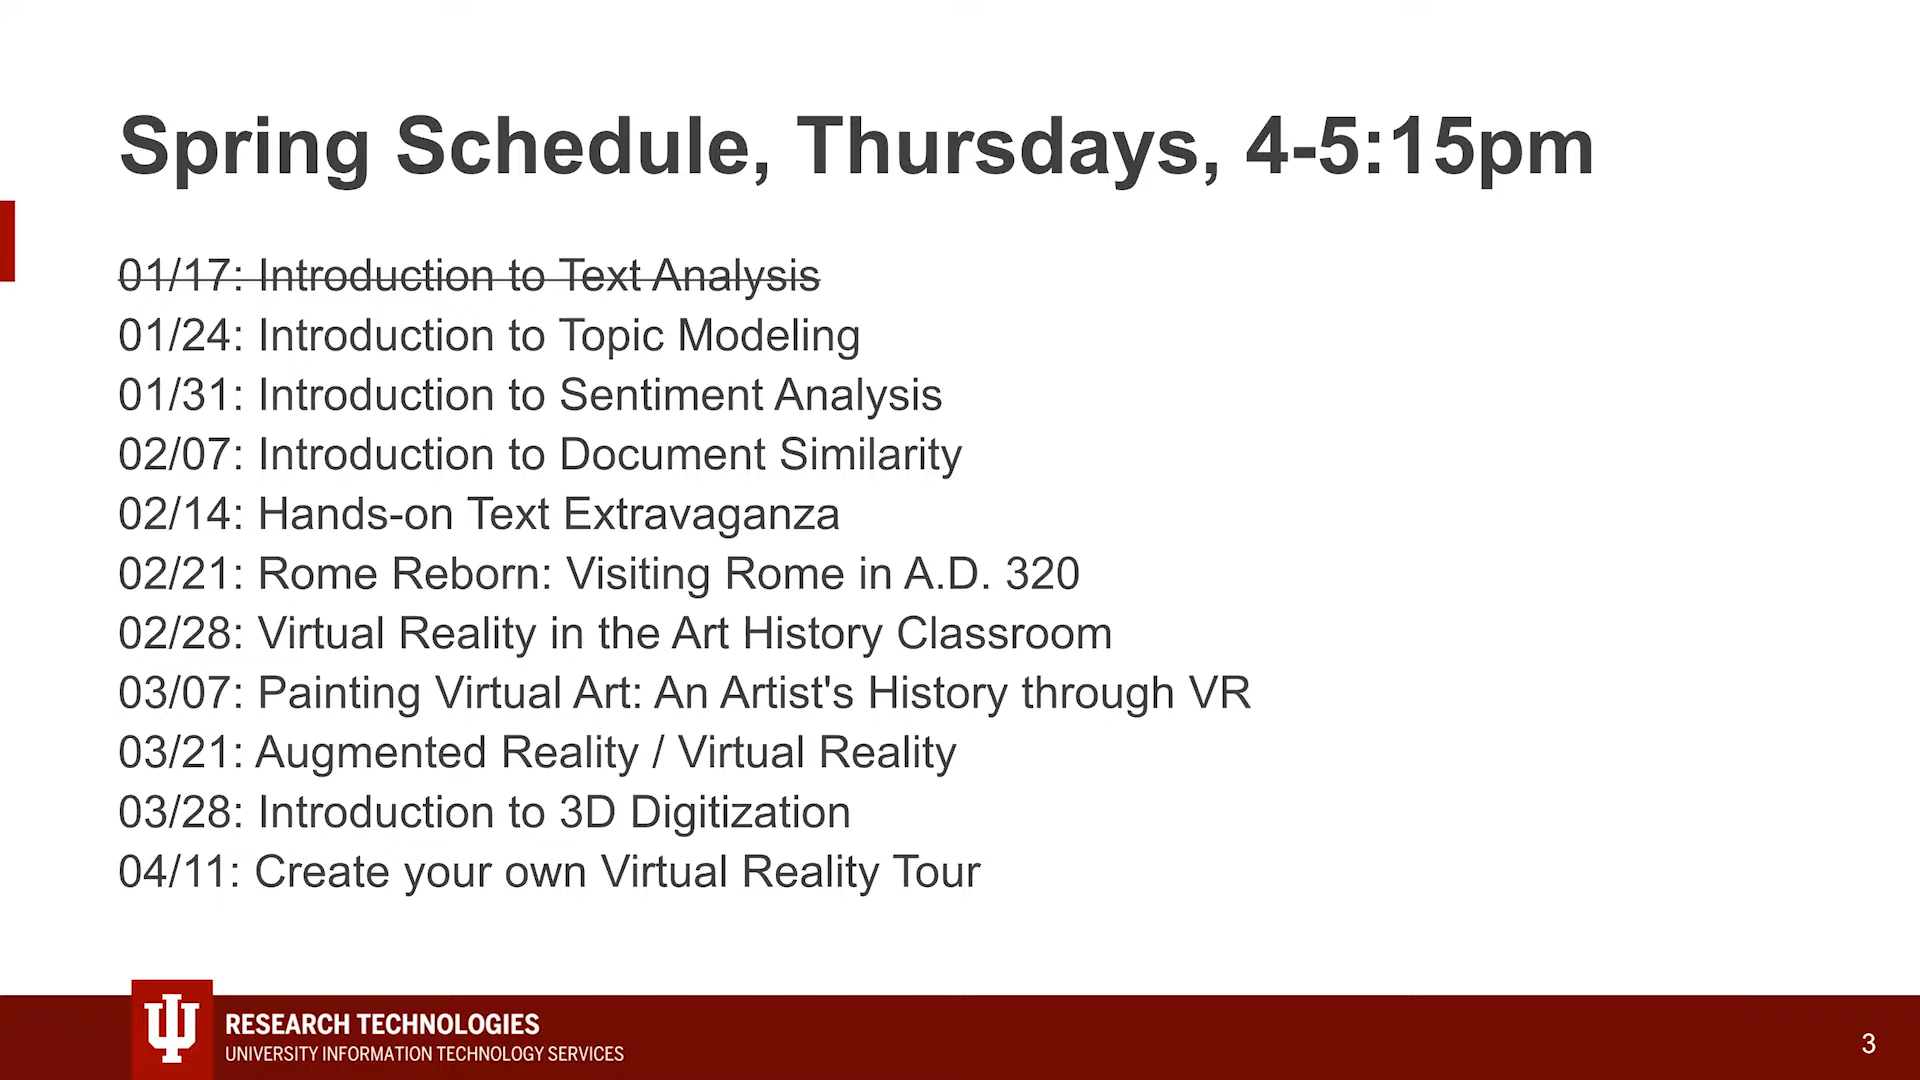 Spring Schedule, Thursdays, 4-5:15pm
01/17: Introduction to Text Analysis
01/24: Introduction to Topic Modeling
01/31: Introduction to Sentiment Analysis
02/07: Introduction to Document Similarity
02/14: Hands-on Text Extravaganza
02/21: Rome Reborn: Visiting Rome in A.D. 320
02/28: Virtual Reality in the Art History Classroom
03/07: Painting Virtual Art: An Artist's History through VR
03/21: Augmented Reality / Virtual Reality
03/28: Introduction to 3D Digitization
04/11: Create your own Virtual Reality Tour
RESEARCH TECHNOLOGIES
UNIVERSITY INFORMATION TECHNOLOGY SERVICES
3